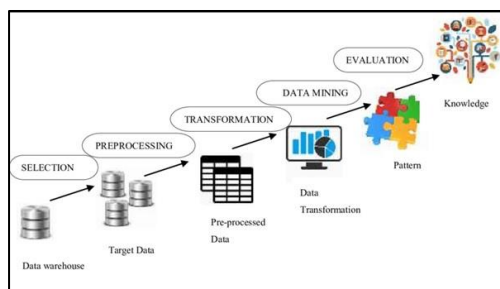 EVALUATION
Knowledge
DATA MINING
TRANSFORMATION
Pattern
PREPROCESSING
Data
Transformation
SELECTION
Pre-processed
Data
Target Data
Data warehouse